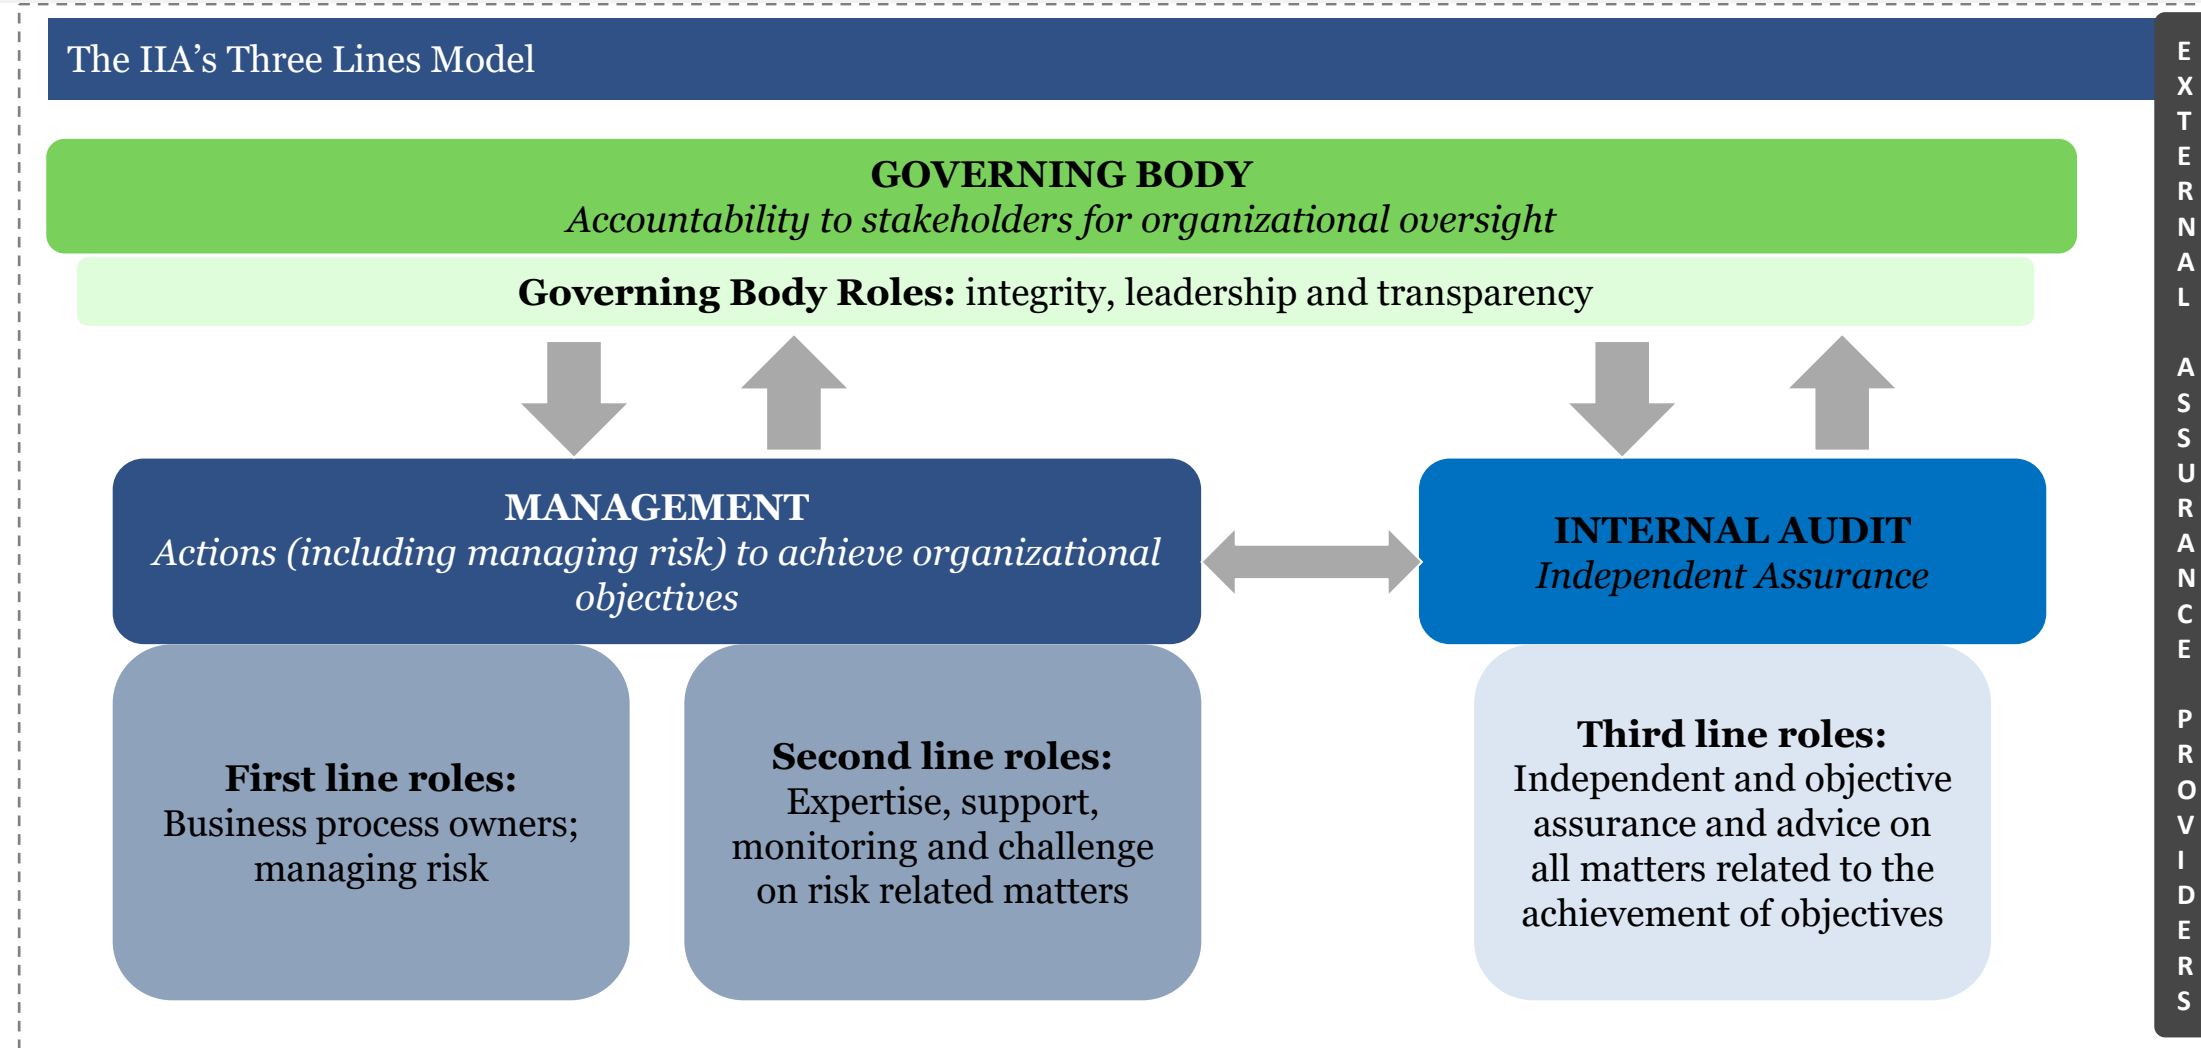 The IIA’s Three Lines Model
GOVERNING BODY
Accountability to stakeholders for organizational oversight
Governing Body Roles: integrity, leadership and transparency
MANAGEMENT
Actions (including managing risk) to achieve organizational
objectives
INTERNAL AUDIT
Independent Assurance
First line roles:
Business process owners;
managing risk
Second line roles:
Expertise, support,
monitoring and challenge
on risk related matters
Third line roles:
Independent and objective
assurance and advice on
all matters related to the
achievement of objectives
EXTERNAL ASSURANCE PROVIDERS